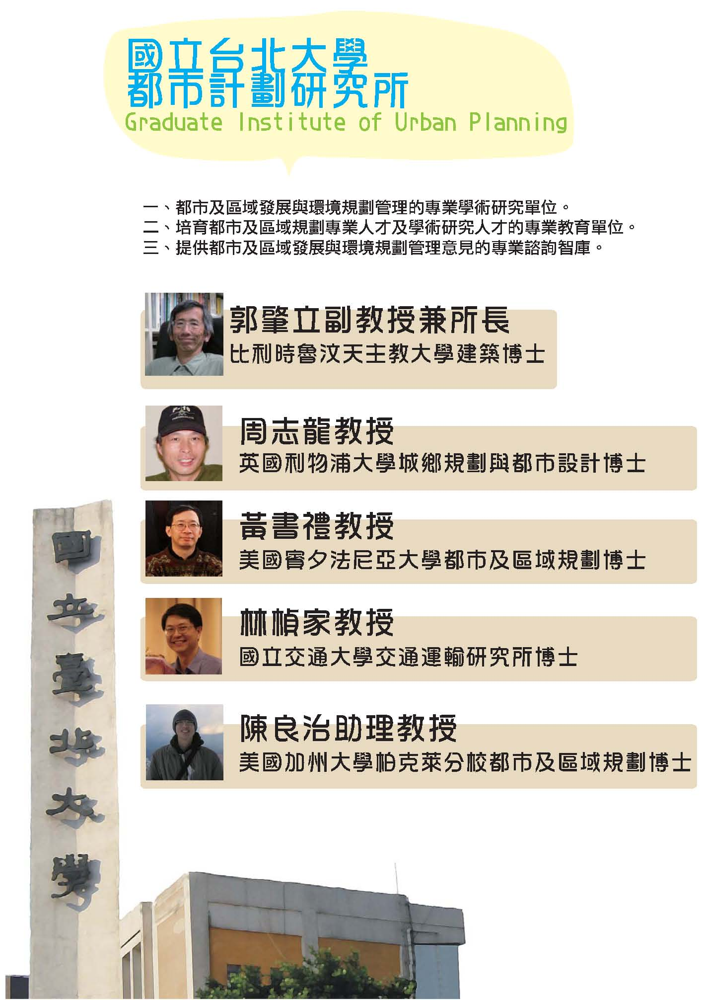 國立台北大學
都市計劃研究所
Graduate Institute of Urban Planning
一、都市及區域發展與環境規劃管理的專業學術研究單位。
二、培育都市及區域規劃專業人才及學術研究人才的專業教育單位。
三、提供都市及區域發展與環境規劃管理意見的專業諮詢智庫。
郭肇立副教授兼所長
比利時魯汶天主教大學建築博士
F-16
周志龍教授
英國利物浦大學城鄉規劃與都市設計博士
黃書禮教授
美國賓夕法尼亞大學都市及區域規劃博士
林楨家教授
國立交通大學交通運輸研究所博士
陳良治助理教授
美國加州大學柏克萊分校都市及區域規劃博士
國立臺北大學